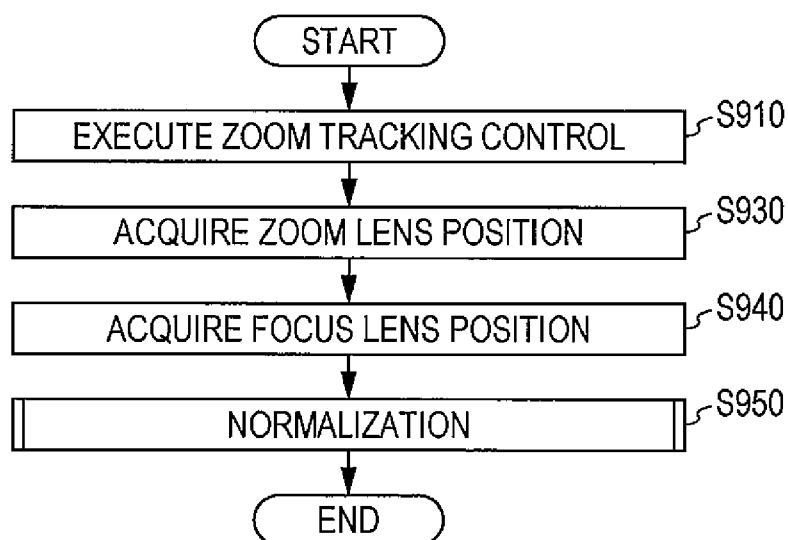 START
EXECUTE ZOOM TRACKING CONTROL
S910
ACQUIRE ZOOM LENS POSITION
S930
ACQUIRE FOCUS LENS POSITION
S940
NORMALIZATION
S950
END